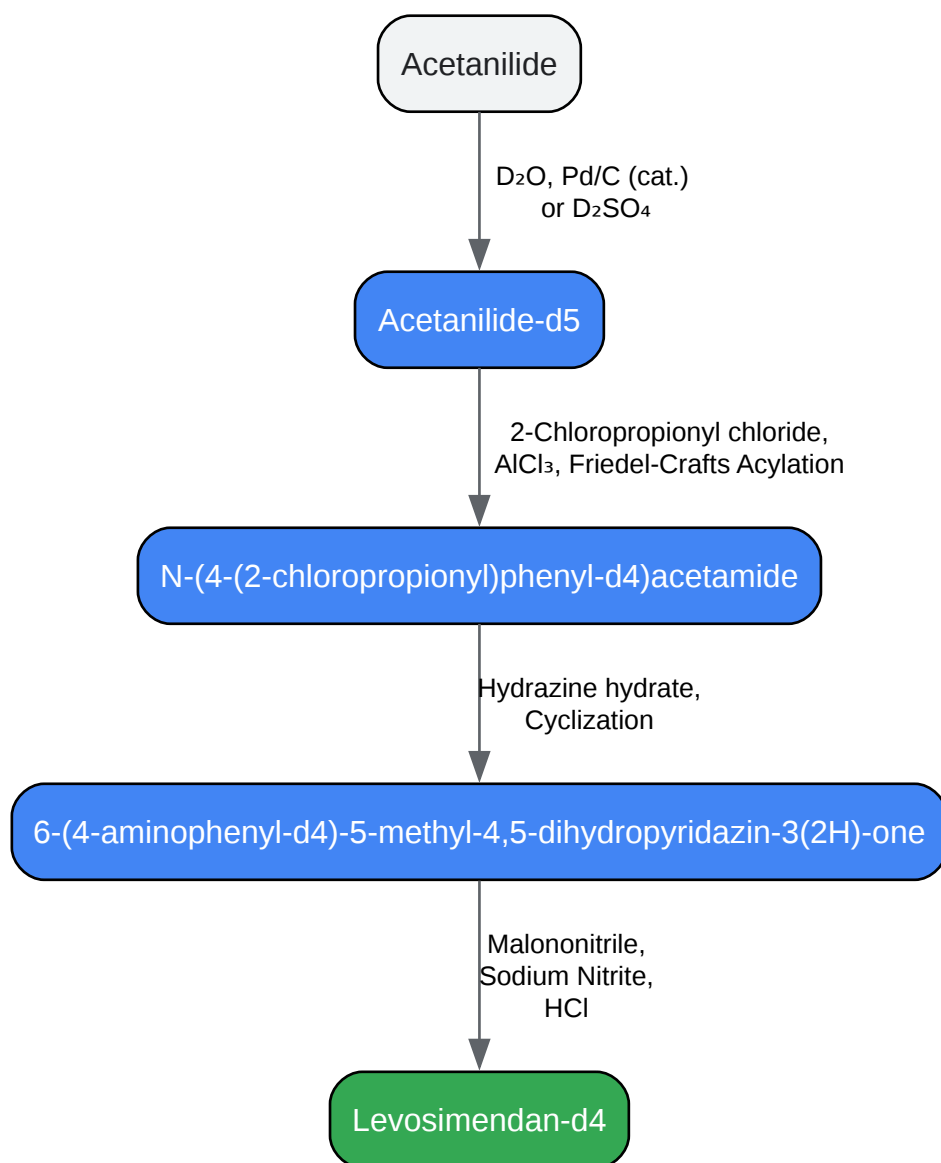 Acetanilide
D₂O, Pd/C (cat.)
or D₂SO₄
Acetanilide-d5
2-Chloropropionyl chloride,
AlCl₃, Friedel-Crafts Acylation
N-(4-(2-chloropropionyl)phenyl-d4)acetamide
Hydrazine hydrate,
Cyclization
6-(4-aminophenyl-d4)-5-methyl-4,5-dihydropyridazin-3(2H)-one
Malononitrile,
Sodium Nitrite,
HCl
Levosimendan-d4